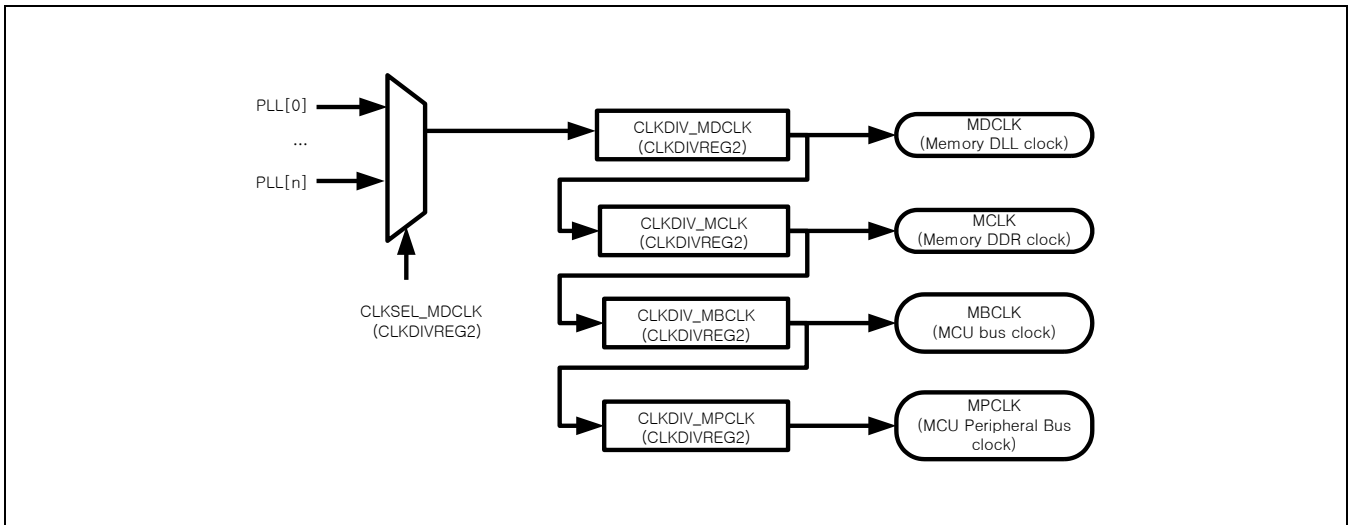 PLL[0]
...
PLL[n]
CLKSEL_MDCLK
(CLKDIVREG2)
CLKDIV_MDCLK
(CLKDIVREG2)
MDCLK
(Memory DLL clock)
CLKDIV_MCLK
(CLKDIVREG2)
MCLK
(Memory DDR clock)
CLKDIV_MBCLK
(CLKDIVREG2)
MBCLK
(MCU bus clock)
CLKDIV_MPCLK
(CLKDIVREG2)
MPCLK
(MCU Peripheral Bus
clock)